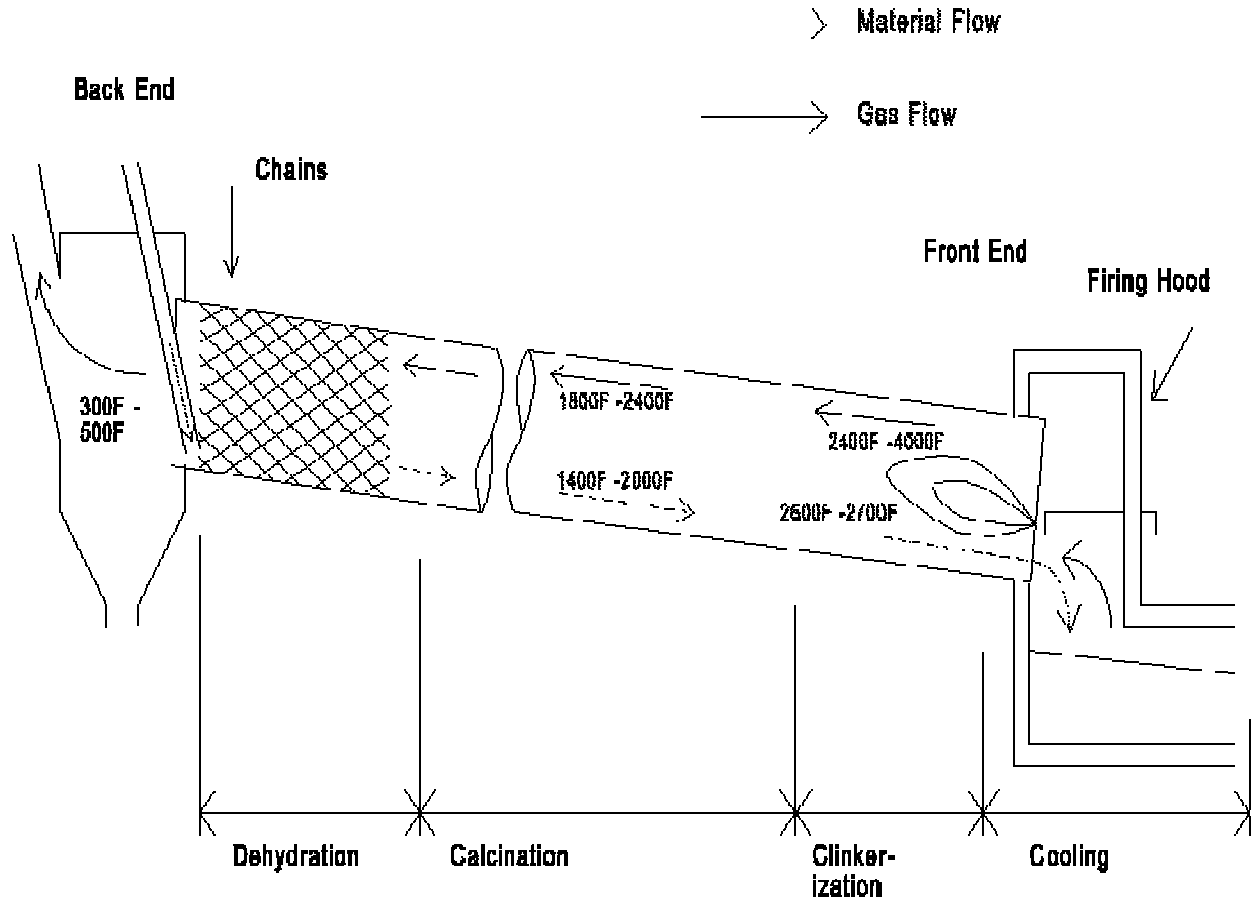 Material Flow
Gas Flow
Back End
Chains
Front End
Firing Hood
300F -
500F
1800F -2400F
2400F -4000F
1400F -2000F
2600F -2700F
Dehydration
Calcination
Clinker-
ization
Cooling